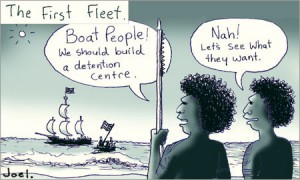 The First Fleet.
Boat People!
We should build
a detention
centre.
Nah!
Let's see what
they want.
Joel.